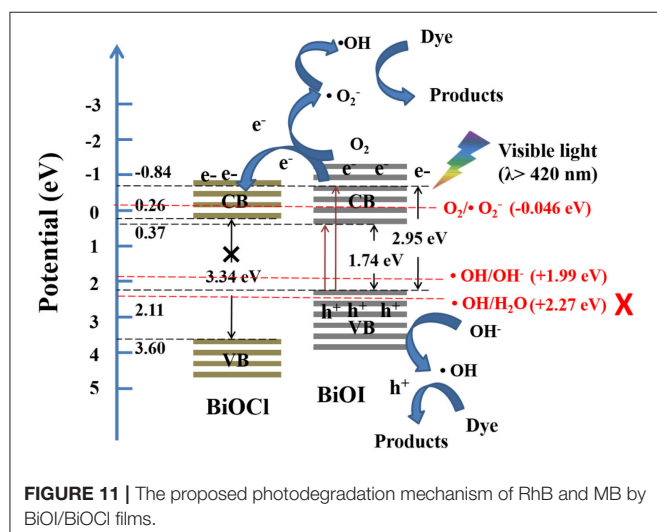 •OH
Dye
-3
• O₂⁻
Products
e⁻
-2
O₂
-1
-0.84
e- e-
e⁻
e⁻ e⁻
e-
Visible light
(λ> 420 nm)
CB
CB
0
0.26
O₂/• O₂⁻ (-0.046 eV)
0.37
1
2.95 eV
3.34 eV
1.74 eV
• OH/OH⁻ (+1.99 eV)
2
2.11
• OH/H₂O (+2.27 eV) X
h⁺ h⁺ h⁺
3
VB
OH⁻
3.60
4
VB
• OH
5
BiOCl
BiOI
h⁺
Dye
Products
Potential (eV)
FIGURE 11 | The proposed photodegradation mechanism of RhB and MB by
BiOI/BiOCl films.